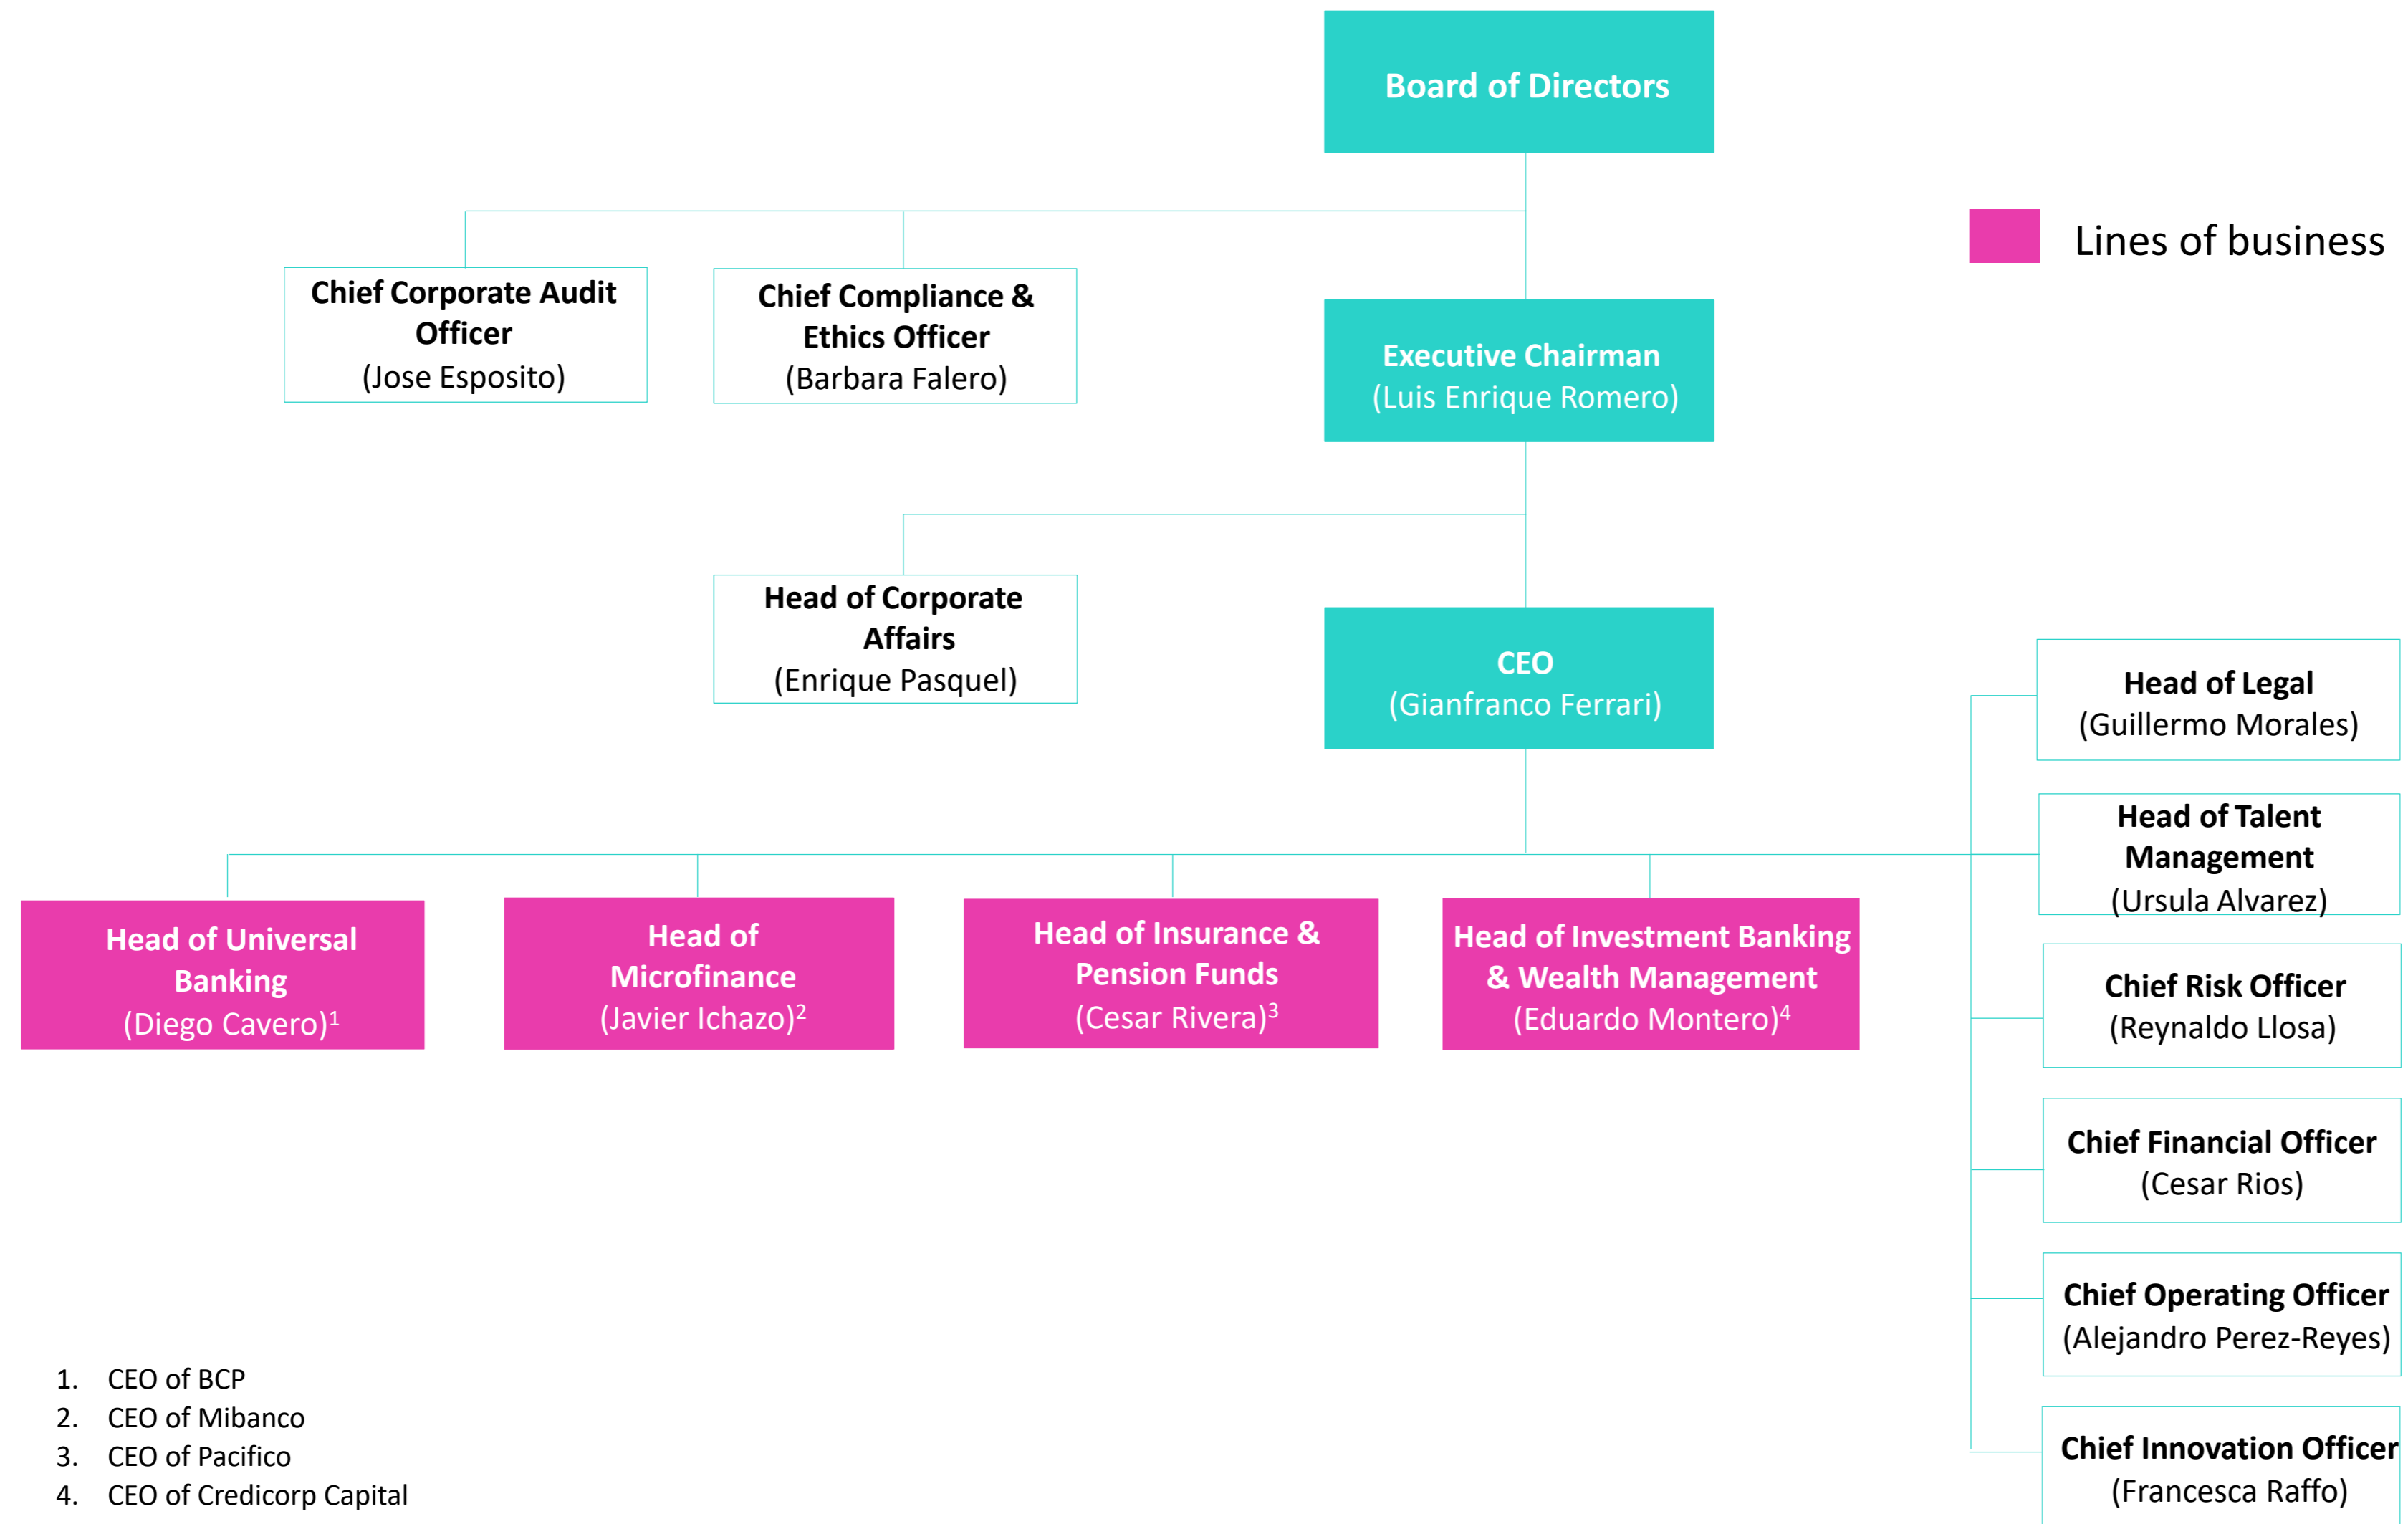 Board of Directors
Lines of business
Chief Corporate Audit
Officer
(Jose Esposito)
Chief Compliance &
Ethics Officer
(Barbara Falero)
Executive Chairman
(Luis Enrique Romero)
Head of Corporate
Affairs
(Enrique Pasquel)
CEO
(Gianfranco Ferrari)
Head of Legal
(Guillermo Morales)
Head of Talent
Management
(Ursula Alvarez)
Head of Universal
Banking
(Diego Cavero)¹
Head of
Microfinance
(Javier Ichazo)²
Head of Insurance &
Pension Funds
(Cesar Rivera)³
Head of Investment Banking
& Wealth Management
(Eduardo Montero)⁴
Chief Risk Officer
(Reynaldo Llosa)
Chief Financial Officer
(Cesar Rios)
Chief Operating Officer
(Alejandro Perez-Reyes)
Chief Innovation Officer
(Francesca Raffo)
1. CEO of BCP
2. CEO of Mibanco
3. CEO of Pacifico
4. CEO of Credicorp Capital